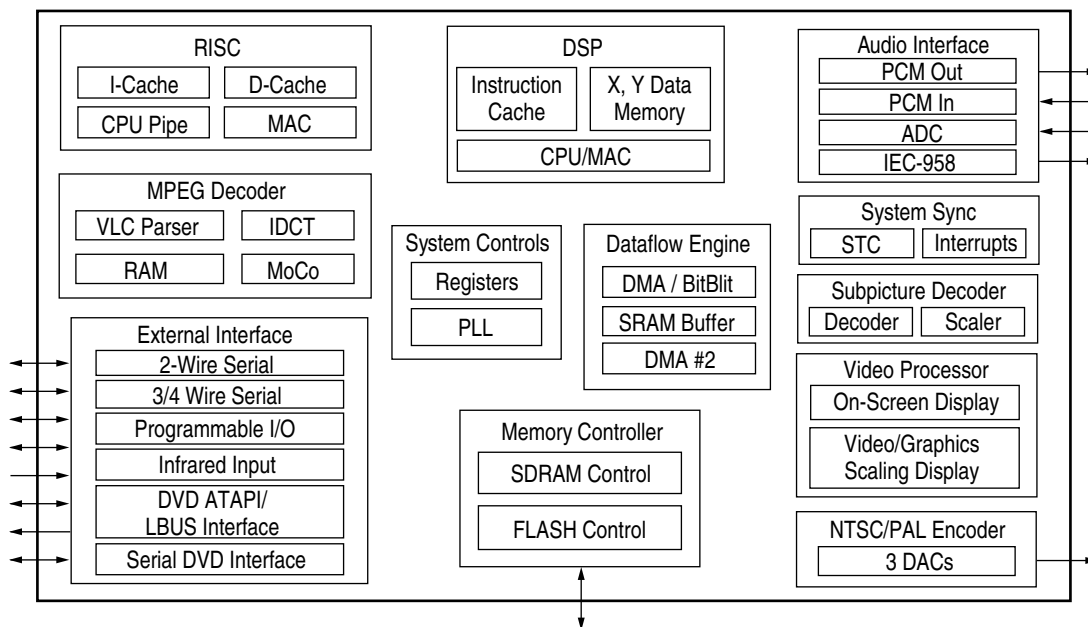 RISC
I-Cache
D-Cache
CPU Pipe
MAC
DSP
Instruction
Cache
X, Y Data
Memory
CPU/MAC
Audio Interface
PCM Out
PCM In
ADC
IEC-958
MPEG Decoder
VLC Parser
IDCT
RAM
MoCo
System Controls
Registers
PLL
Dataflow Engine
DMA / BitBlit
SRAM Buffer
DMA #2
System Sync
STC
Interrupts
Subpicture Decoder
Decoder
Scaler
External Interface
2-Wire Serial
3/4 Wire Serial
Programmable I/O
Infrared Input
DVD ATAPI/
LBUS Interface
Serial DVD Interface
Memory Controller
SDRAM Control
FLASH Control
Video Processor
On-Screen Display
Video/Graphics
Scaling Display
NTSC/PAL Encoder
3 DACs